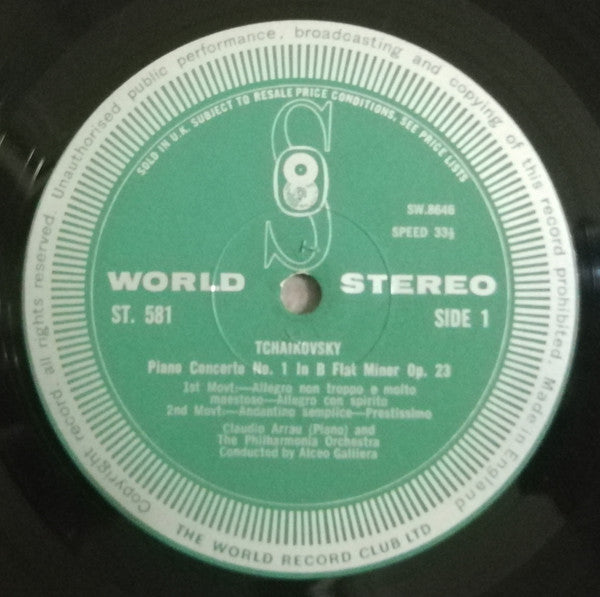 Copyright record, all rights reserved. Unauthorised public performance, broadcasting and copying of this record prohibited. Made in England
SOLD IN U.K. SUBJECT TO RESALE PRICE CONDITIONS, SEE PRICE LISTS
S
8
SW.8646
SPEED 33⅓
WORLD STEREO
ST. 581 SIDE 1
TCHAIKOVSKY
Piano Concerto No. 1 In B Flat Minor Op. 23
1st Movt:—Allegro non troppo e molto
maestoso—Allegro con spirito
2nd Movt:—Andantino semplice—Prestissimo
Claudio Arrau (Piano) and
The Philharmonia Orchestra
Conducted by Alceo Galliera
THE WORLD RECORD CLUB LTD